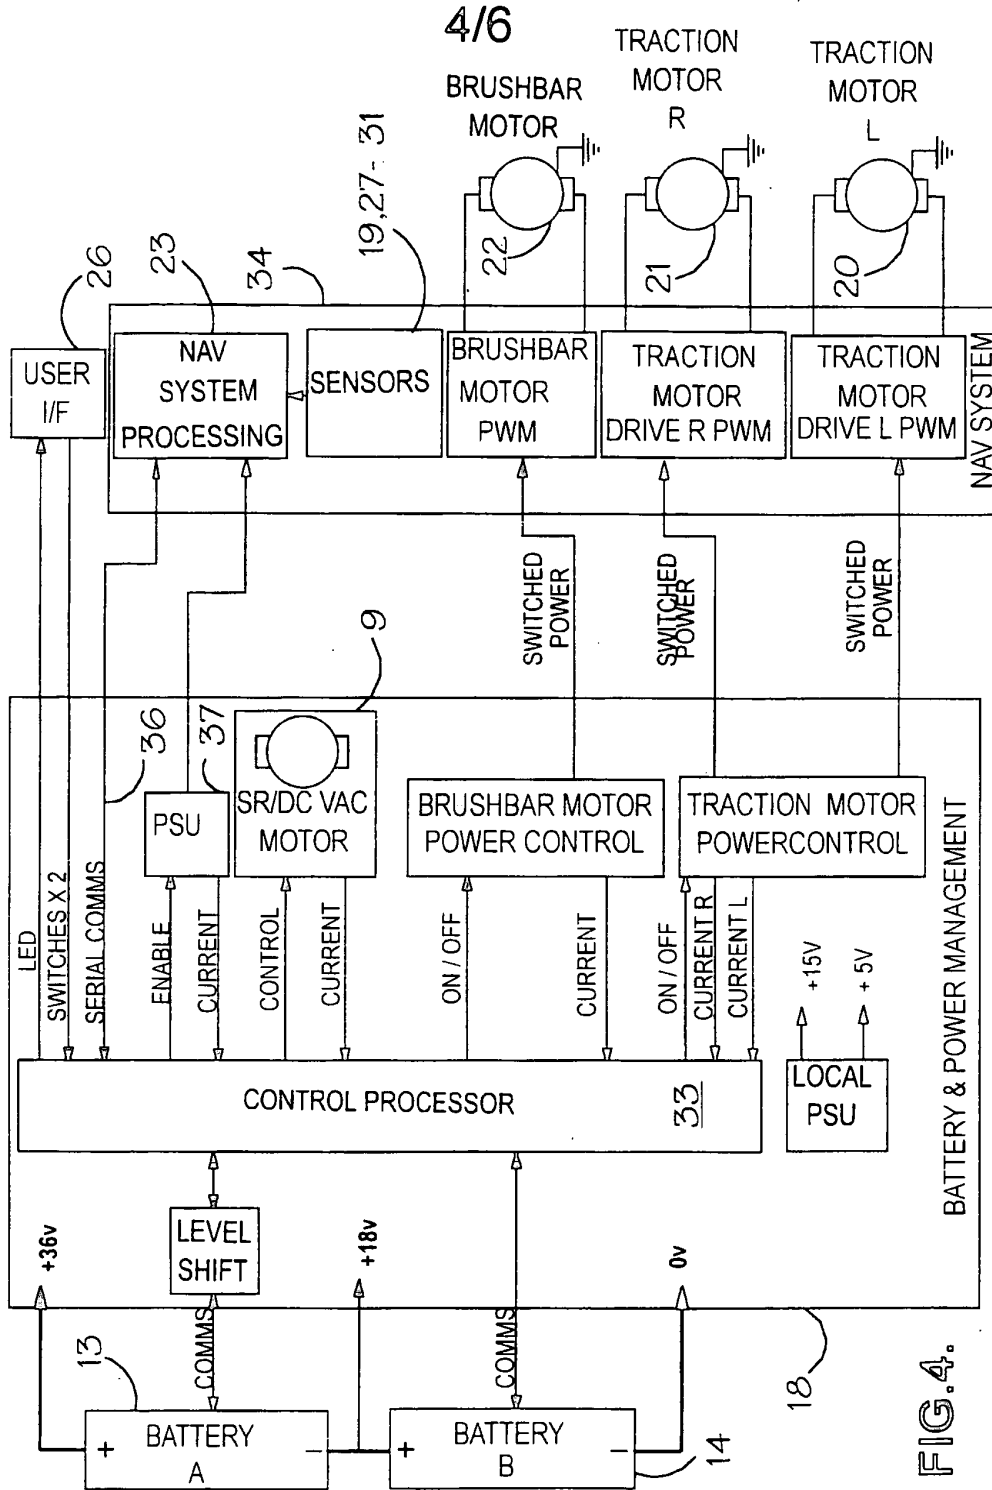 4/6
BRUSHBAR
MOTOR
TRACTION
MOTOR
R
TRACTION
MOTOR
L
26
23
34
19,27-31
22
21
20
USER
I/F
NAV
SYSTEM
PROCESSING
SENSORS
BRUSHBAR
MOTOR
PWM
TRACTION
MOTOR
DRIVE R PWM
TRACTION
MOTOR
DRIVE L PWM
NAV SYSTEM
SWITCHED
POWER
SWITCHED
POWER
SWITCHED
POWER
36
37
9
PSU
SR/DC VAC
MOTOR
BRUSHBAR MOTOR
POWER CONTROL
TRACTION MOTOR
POWERCONTROL
LED
SWITCHES X 2
SERIAL COMMS
ENABLE
CURRENT
CONTROL
CURRENT
ON / OFF
CURRENT
ON / OFF
CURRENT R
CURRENT L
+15V
+5V
CONTROL PROCESSOR
33
LOCAL
PSU
BATTERY & POWER MANAGEMENT
+36v
LEVEL
SHIFT
+18v
0v
13
COMMS
COMMS
18
+
BATTERY
A
−
+
BATTERY
B
−
14
FIG.4.